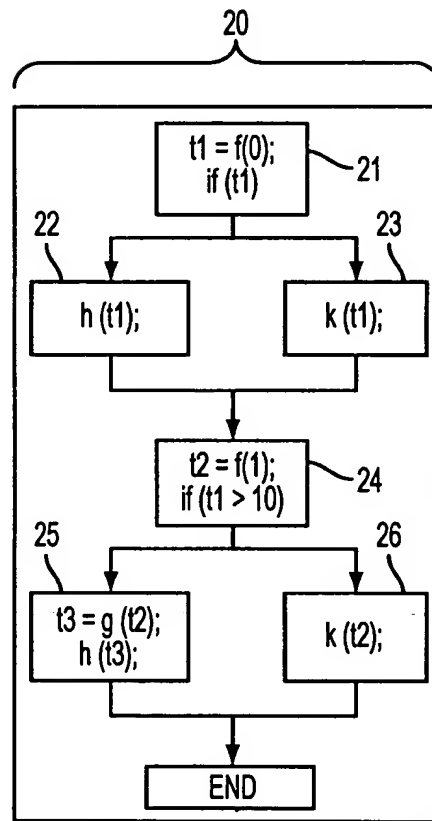 20
t1 = f(0);
if (t1)
21
22
23
h (t1);
k (t1);
t2 = f(1);
if (t1 > 10)
24
25
26
t3 = g (t2);
h (t3);
k (t2);
END